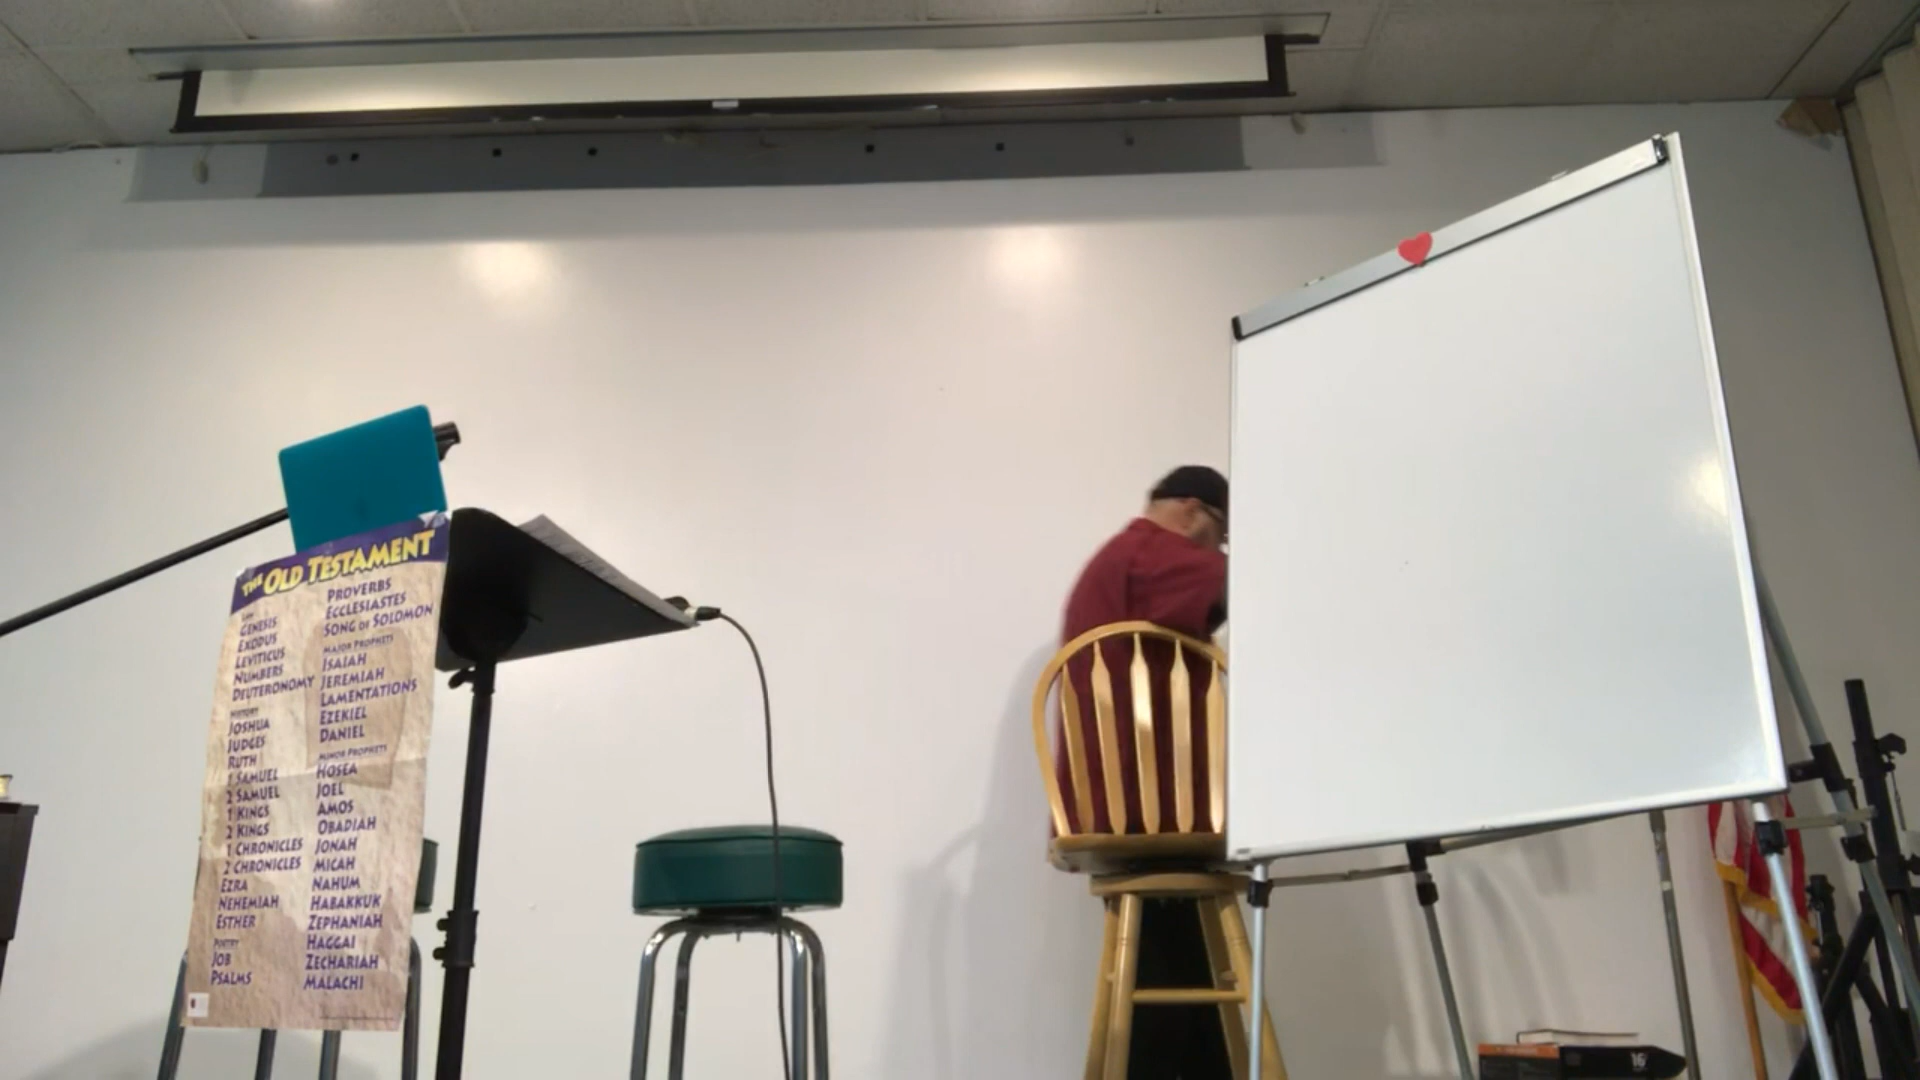 THE OLD TESTAMENT
LAW
GENESIS
EXODUS
LEVITICUS
NUMBERS
DEUTERONOMY
HISTORY
JOSHUA
JUDGES
RUTH
1 SAMUEL
2 SAMUEL
1 KINGS
2 KINGS
1 CHRONICLES
2 CHRONICLES
EZRA
NEHEMIAH
ESTHER
POETRY
JOB
PSALMS
PROVERBS
ECCLESIASTES
SONG OF SOLOMON
MAJOR PROPHETS
ISAIAH
JEREMIAH
LAMENTATIONS
EZEKIEL
DANIEL
MINOR PROPHETS
HOSEA
JOEL
AMOS
OBADIAH
JONAH
MICAH
NAHUM
HABAKKUK
ZEPHANIAH
HAGGAI
ZECHARIAH
MALACHI
16